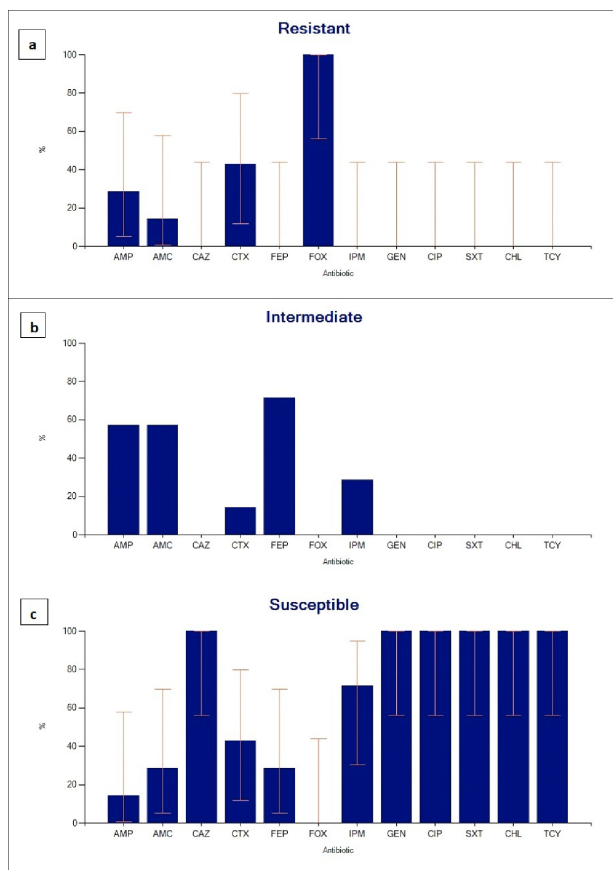 a
Resistant
100
80
60
40
20
0
%
AMP AMC CAZ CTX FEP FOX IPM GEN CIP SXT CHL TCY
Antibiotic
b
Intermediate
100
80
60
40
20
0
%
AMP AMC CAZ CTX FEP FOX IPM GEN CIP SXT CHL TCY
Antibiotic
c
Susceptible
100
80
60
40
20
0
%
AMP AMC CAZ CTX FEP FOX IPM GEN CIP SXT CHL TCY
Antibiotic